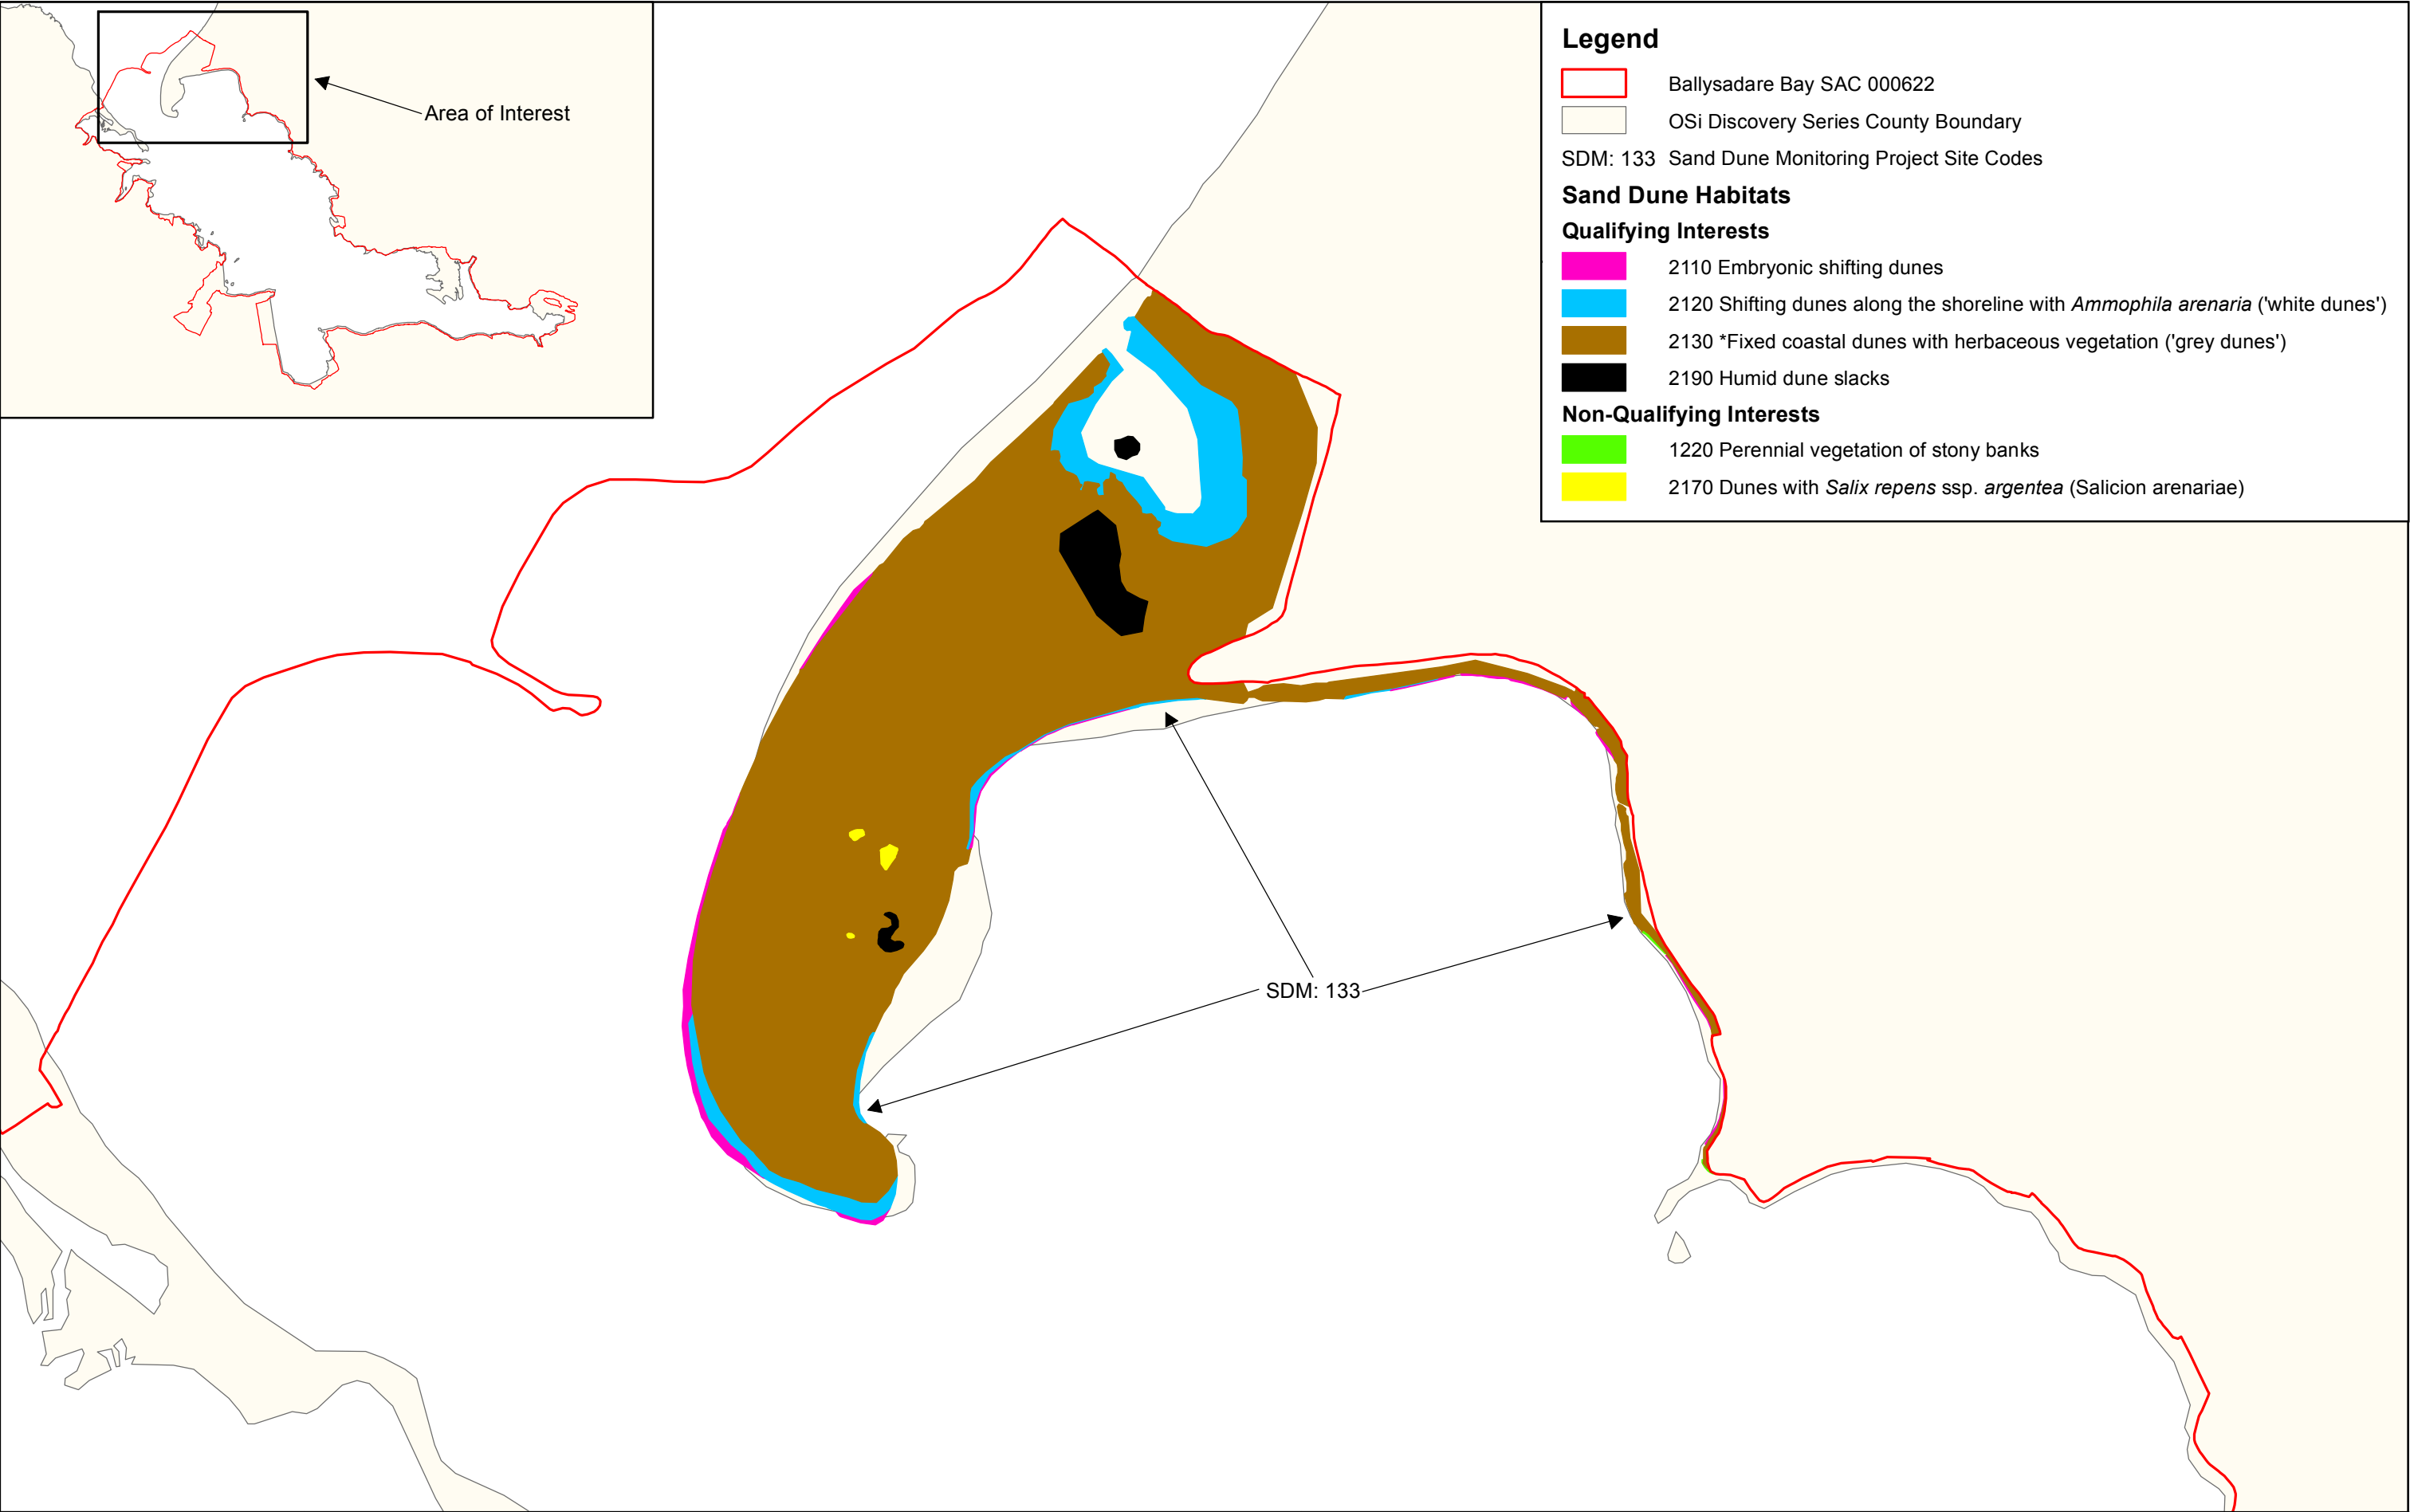 Area of Interest
Legend
Ballysadare Bay SAC 000622
OSi Discovery Series County Boundary
SDM: 133 Sand Dune Monitoring Project Site Codes
Sand Dune Habitats
Qualifying Interests
2110 Embryonic shifting dunes
2120 Shifting dunes along the shoreline with Ammophila arenaria ('white dunes')
2130 *Fixed coastal dunes with herbaceous vegetation ('grey dunes')
2190 Humid dune slacks
Non-Qualifying Interests
1220 Perennial vegetation of stony banks
2170 Dunes with Salix repens ssp. argentea (Salicion arenariae)
SDM: 133